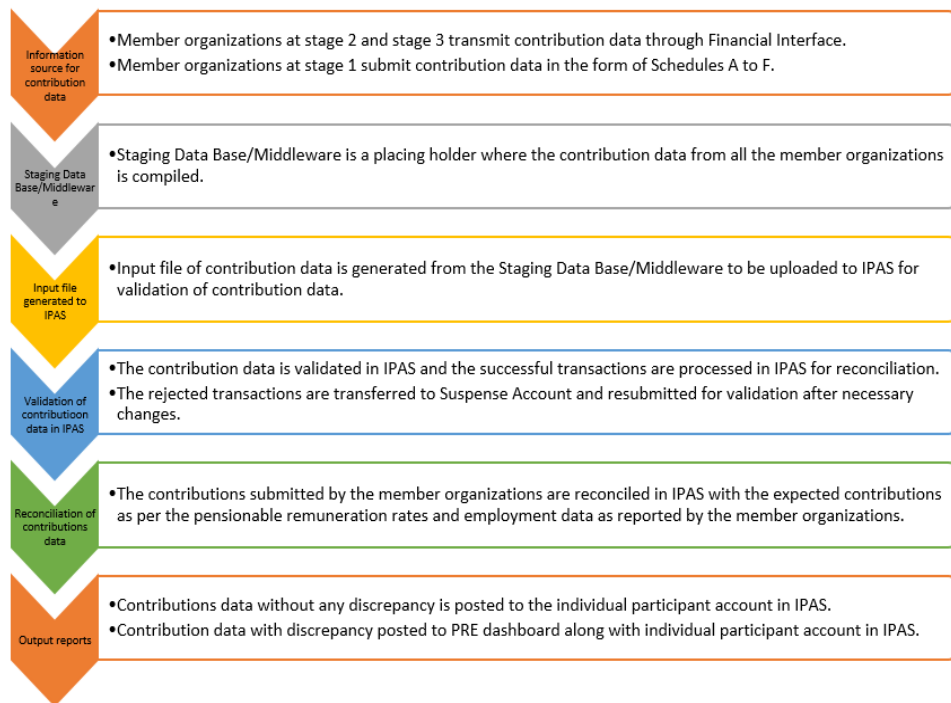 Information
source for
contribution
data
•Member organizations at stage 2 and stage 3 transmit contribution data through Financial Interface.
•Member organizations at stage 1 submit contribution data in the form of Schedules A to F.
Staging Data
Base/Middlewar
e
•Staging Data Base/Middleware is a placing holder where the contribution data from all the member organizations
is compiled.
Input file
generated to
IPAS
•Input file of contribution data is generated from the Staging Data Base/Middleware to be uploaded to IPAS for
validation of contribution data.
Validation of
contributioon
data in IPAS
•The contribution data is validated in IPAS and the successful transactions are processed in IPAS for reconciliation.
•The rejected transactions are transferred to Suspense Account and resubmitted for validation after necessary
changes.
Reconciliation of
contributions
data
•The contributions submitted by the member organizations are reconciled in IPAS with the expected contributions
as per the pensionable remuneration rates and employment data as reported by the member organizations.
Output reports
•Contributions data without any discrepancy is posted to the individual participant account in IPAS.
•Contribution data with discrepancy posted to PRE dashboard along with individual participant account in IPAS.